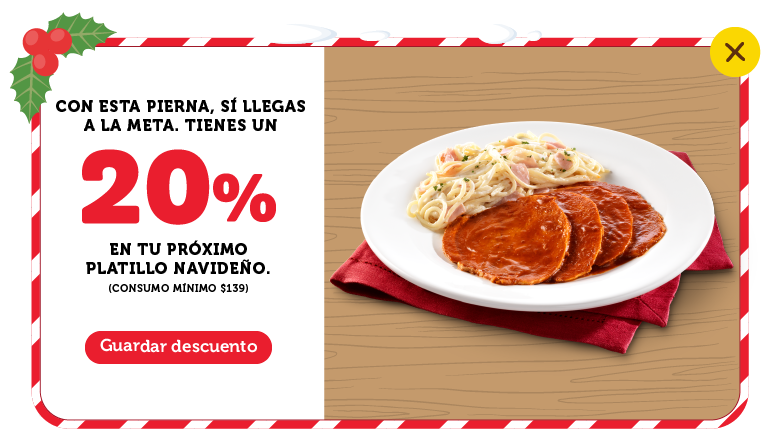 CON ESTA PIERNA, SÍ LLEGAS
A LA META. TIENES UN
20%
EN TU PRÓXIMO
PLATILLO NAVIDEÑO.
(CONSUMO MÍNIMO $139)
Guardar descuento